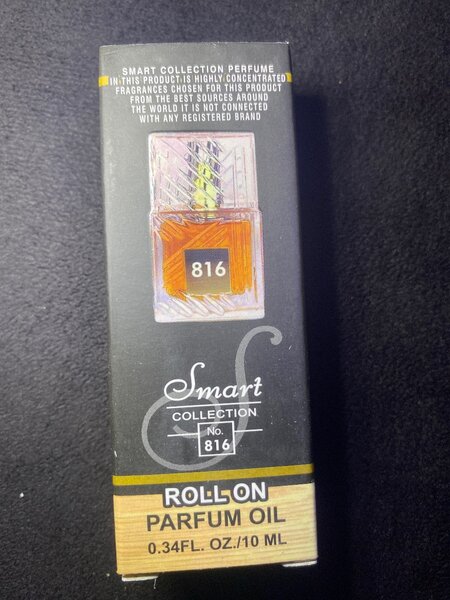 SMART COLLECTION PERFUME
IN THIS PRODUCT IS HIGHLY CONCENTRATED
FRAGRANCES CHOSEN FOR THIS PRODUCT
FROM THE BEST SOURCES AROUND
THE WORLD IT IS NOT CONNECTED
WITH ANY REGISTERED BRAND
816
Smart
COLLECTION
No.
816
ROLL ON
PARFUM OIL
0.34FL. OZ./10 ML